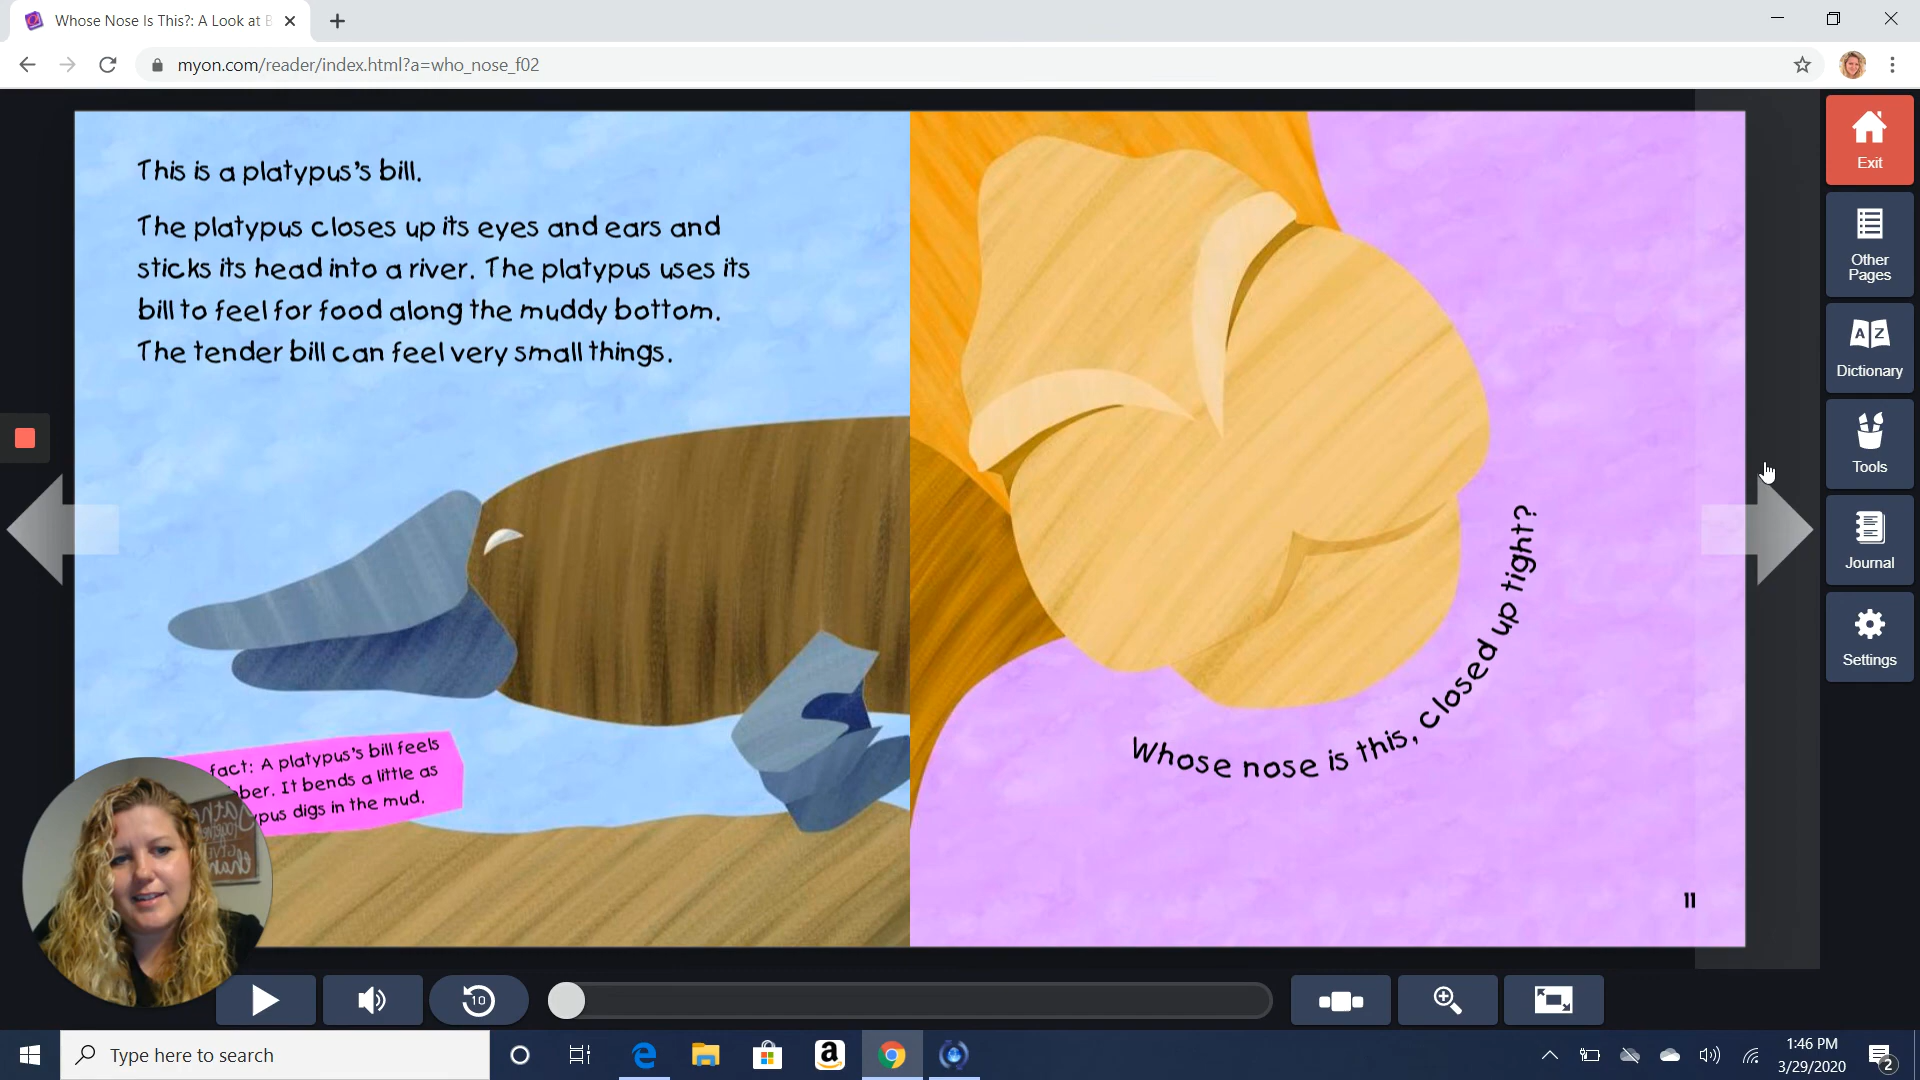 Whose Nose Is This?: A Look at B
myon.com/reader/index.html?a=who_nose_f02
This is a platypus's bill.
The platypus closes up its eyes and ears and
sticks its head into a river. The platypus uses its
bill to feel for food along the muddy bottom.
The tender bill can feel very small things.
fact: A platypus's bill feels
It bends a little as
digs in the mud.
Whose nose is this, closed up tight?
11
Exit
Other
Pages
A Z
Dictionary
Tools
Journal
Settings
10
Type here to search
a
1:46 PM
3/29/2020
2